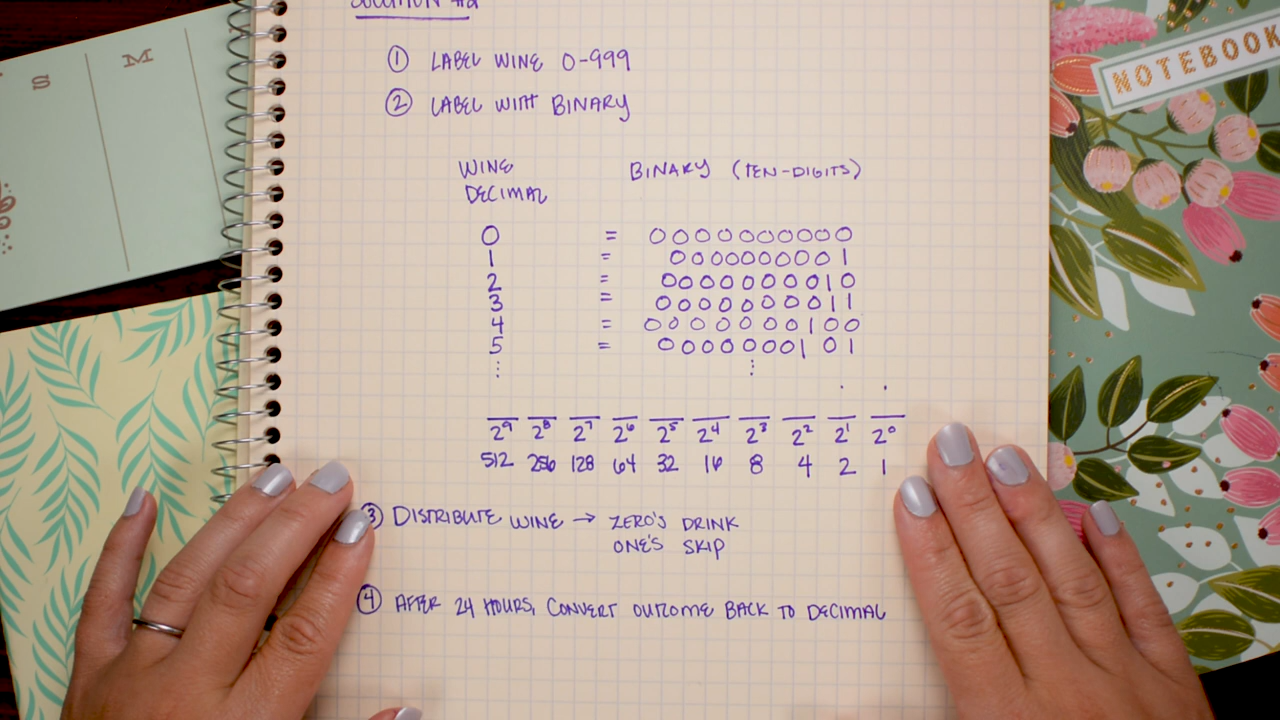 SOLUTION #2
① LABEL WINE 0-999
② LABEL WITH BINARY
WINE DECIMAL BINARY (TEN-DIGITS)
0 = 0000000000
1 = 0000000001
2 = 0000000010
3 = 0000000011
4 = 0000000100
5 = 0000000101
⋮ ⋮
2⁹ 2⁸ 2⁷ 2⁶ 2⁵ 2⁴ 2³ 2² 2¹ 2⁰
512 256 128 64 32 16 8 4 2 1
③ DISTRIBUTE WINE → ZERO'S DRINK
ONE'S SKIP
④ AFTER 24 HOURS, CONVERT OUTCOME BACK TO DECIMAL
S M
NOTEBOOK